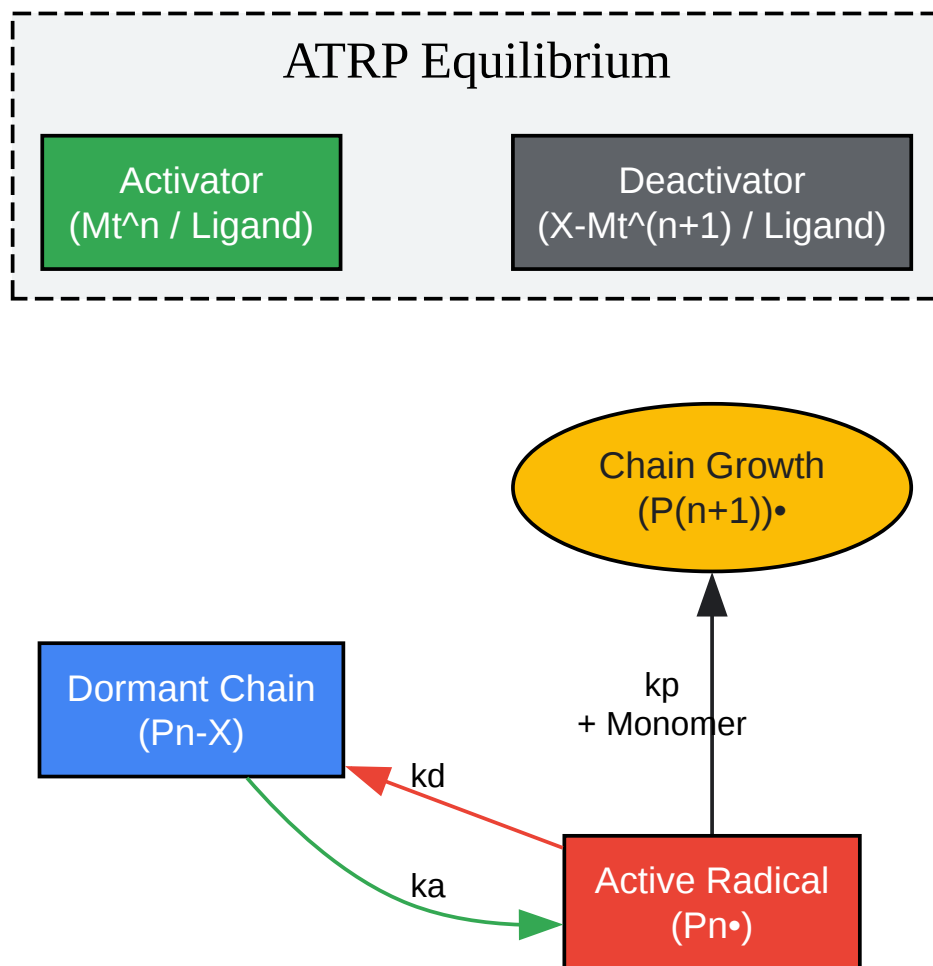 ATRP Equilibrium
Activator
(Mt^n / Ligand)
Deactivator
(X-Mt^(n+1) / Ligand)
Chain Growth
(P(n+1))•
Dormant Chain
(Pn-X)
kp
+ Monomer
kd
ka
Active Radical
(Pn•)